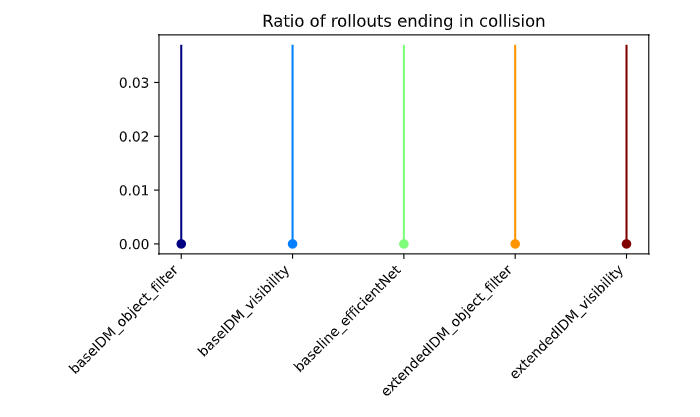 Ratio of rollouts ending in collision
0.03
0.02
0.01
0.00
baseIDM_object_filter
baseIDM_visibility
baseline_efficientNet
extendedIDM_object_filter
extendedIDM_visibility